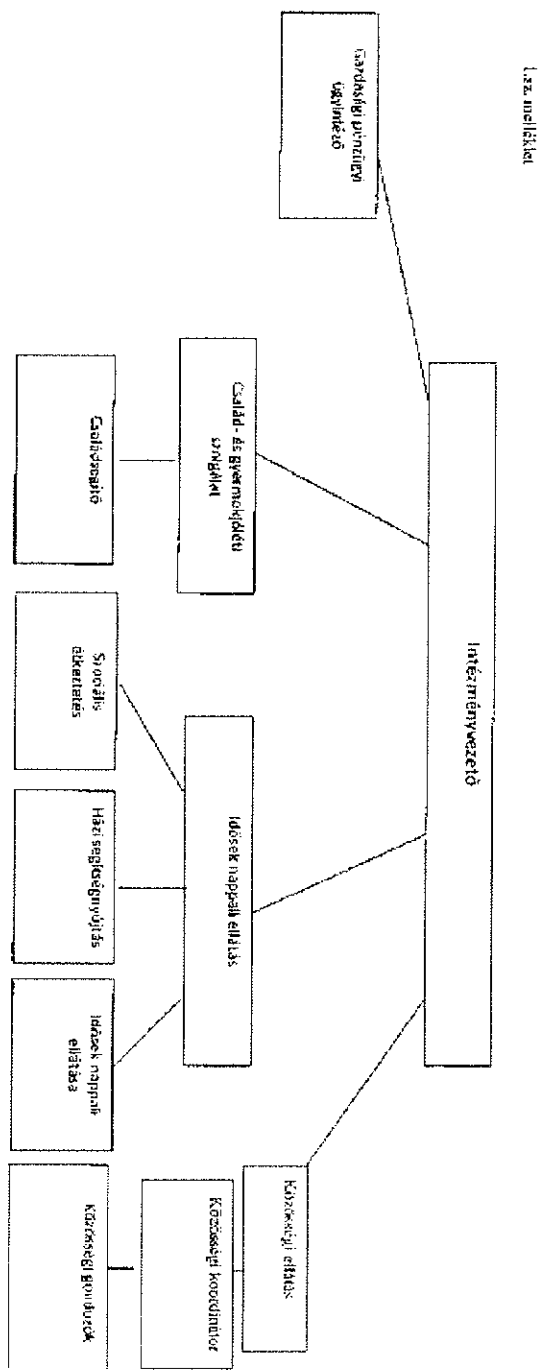 1.sz. melléklet
Intézményvezető
Gazdasági pénzügyi
ügyintéző
Család - és gyermekjóléti
szolgálat
Családsegítő
Idősek nappali ellátás
Szociális
étkeztetés
Házi segítségnyújtás
Idősek nappali
ellátása
Közösségi ellátás
Közösségi koordinátor
Közösségi gondozók